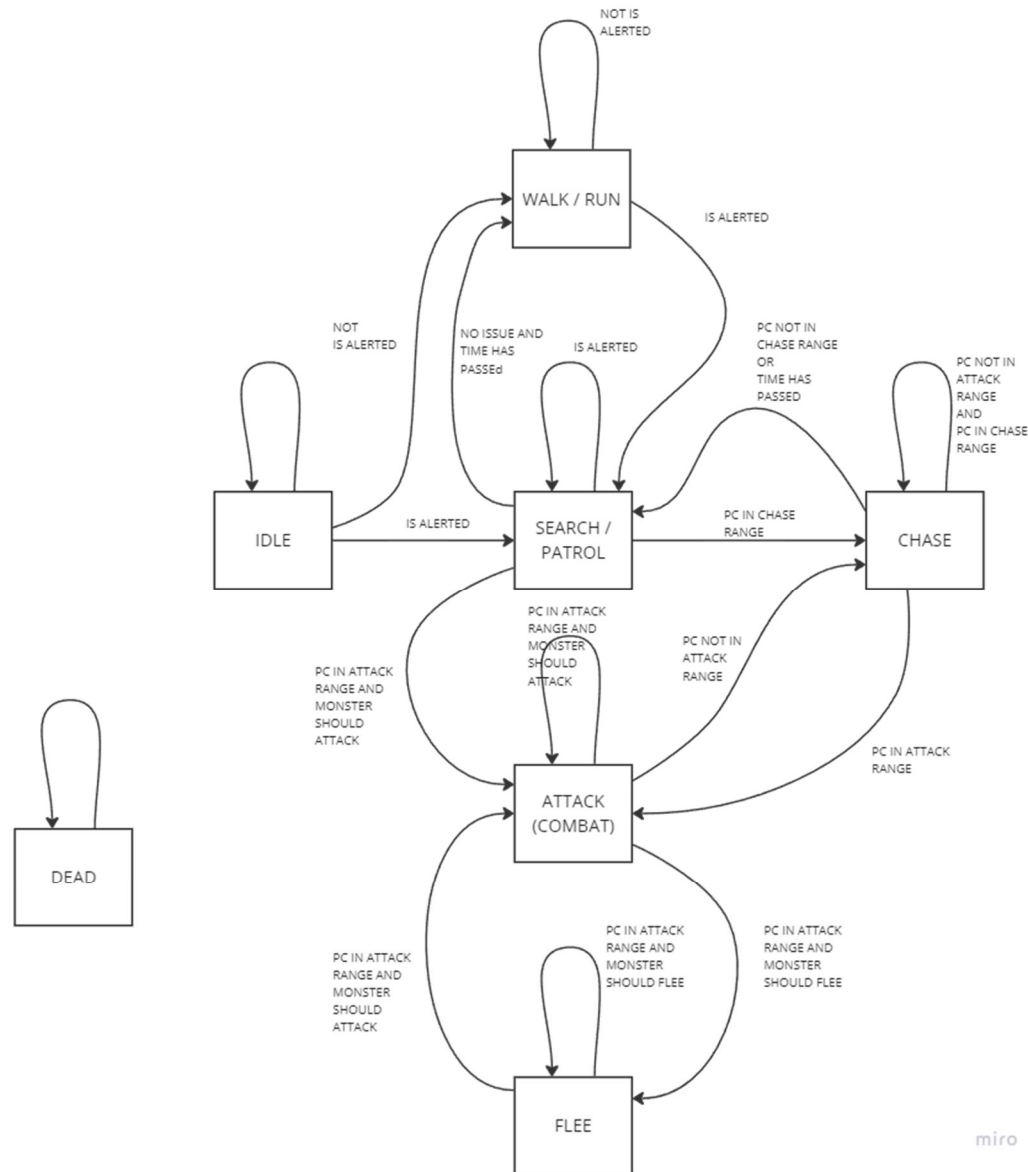 NOT IS
ALERTED
WALK / RUN
IS ALERTED
NOT
IS ALERTED
NO ISSUE AND
TIME HAS
PASSEd
IS ALERTED
PC NOT IN
CHASE RANGE
OR
TIME HAS
PASSED
PC NOT IN
ATTACK
RANGE
AND
PC IN CHASE
RANGE
IDLE
IS ALERTED
SEARCH /
PATROL
PC IN CHASE
RANGE
CHASE
PC IN ATTACK
RANGE AND
MONSTER
SHOULD
ATTACK
PC IN ATTACK
RANGE AND
MONSTER
SHOULD
ATTACK
PC NOT IN
ATTACK
RANGE
PC IN ATTACK
RANGE
ATTACK
(COMBAT)
DEAD
PC IN ATTACK
RANGE AND
MONSTER
SHOULD
ATTACK
PC IN ATTACK
RANGE AND
MONSTER
SHOULD FLEE
PC IN ATTACK
RANGE AND
MONSTER
SHOULD FLEE
FLEE
miro